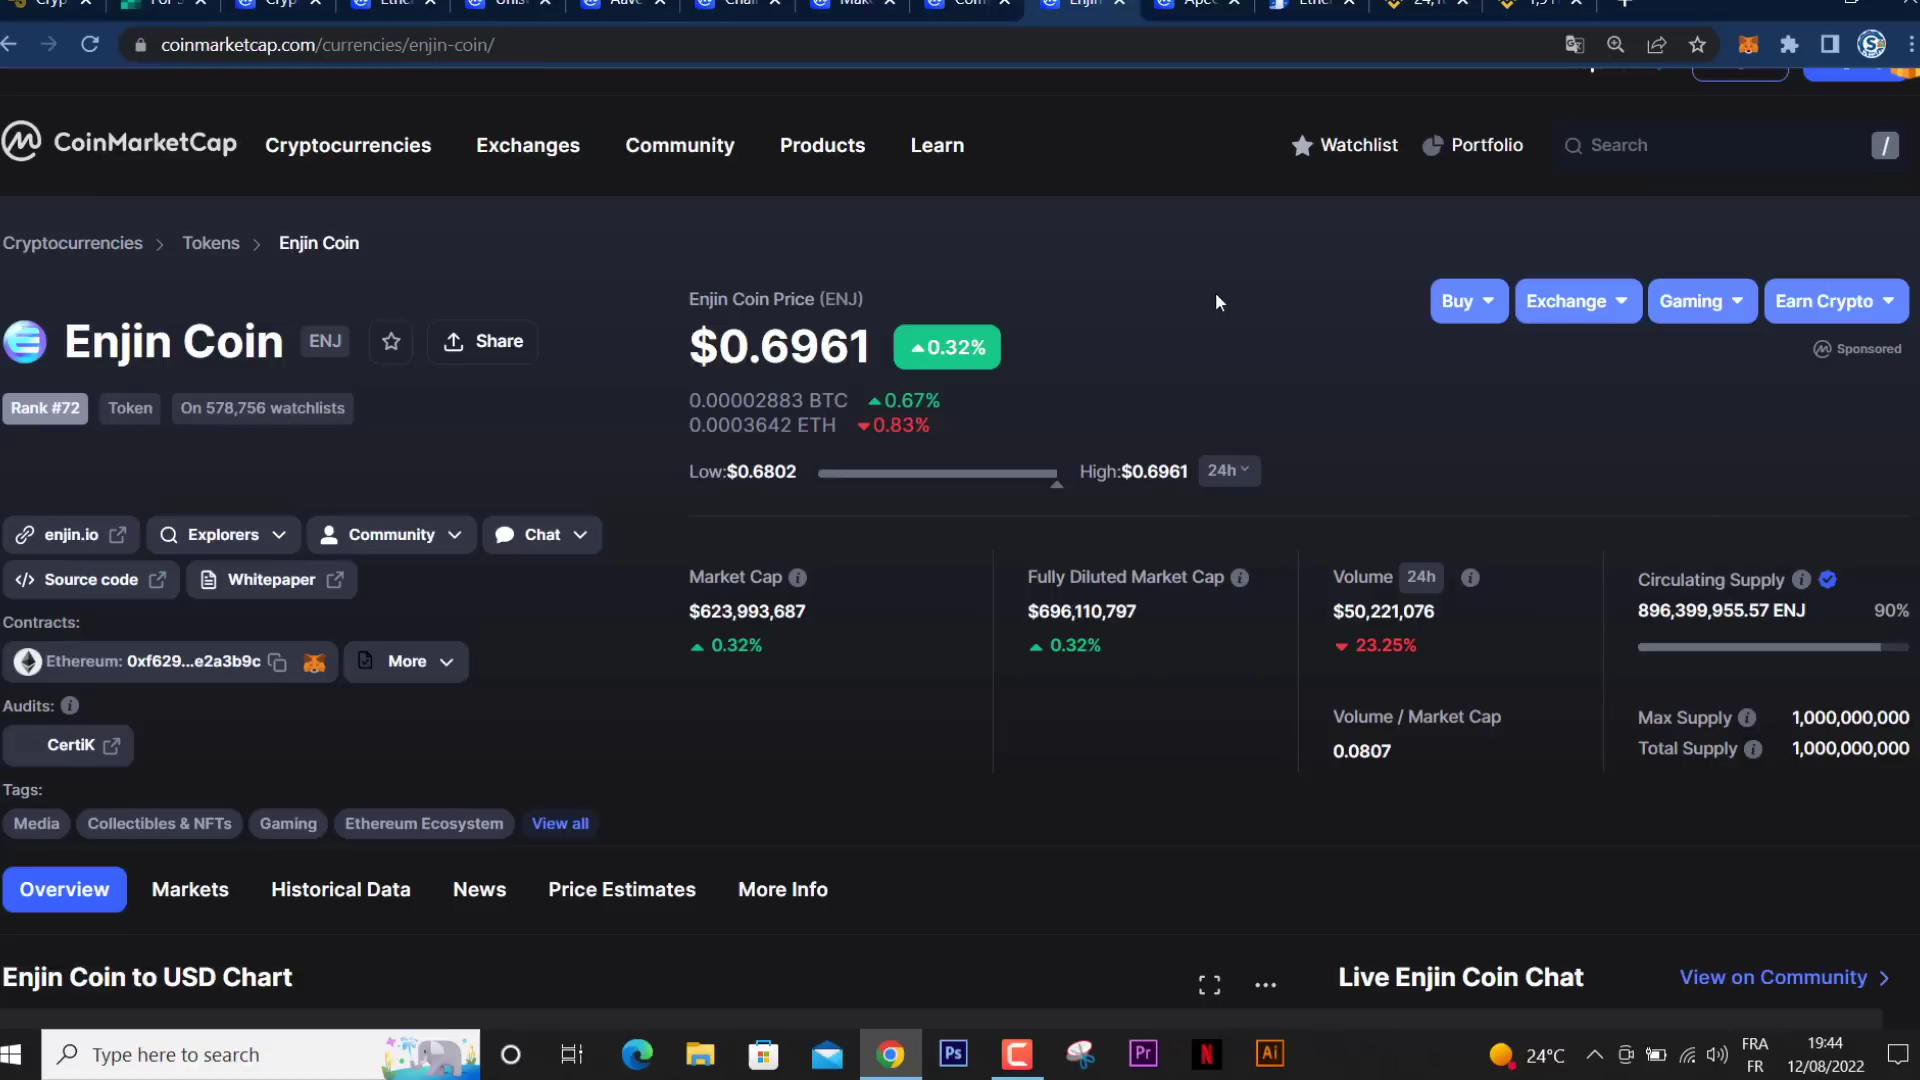 coinmarketcap.com/currencies/enjin-coin/
CoinMarketCap
Cryptocurrencies
Exchanges
Community
Products
Learn
Watchlist
Portfolio
Search
/
Cryptocurrencies > Tokens > Enjin Coin
Enjin Coin Price (ENJ)
Buy
Exchange
Gaming
Earn Crypto
Enjin Coin
ENJ
Share
$0.6961
0.32%
Sponsored
Rank #72
Token
On 578,756 watchlists
0.00002883 BTC 0.67%
0.0003642 ETH 0.83%
Low:$0.6802
High:$0.6961
24h
enjin.io
Explorers
Community
Chat
Source code
Whitepaper
Contracts:
Ethereum: 0xf629...e2a3b9c
More
Audits:
CertiK
Tags:
Media
Collectibles & NFTs
Gaming
Ethereum Ecosystem
View all
Market Cap
$623,993,687
0.32%
Fully Diluted Market Cap
$696,110,797
0.32%
Volume 24h
$50,221,076
23.25%
Volume / Market Cap
0.0807
Circulating Supply
896,399,955.57 ENJ 90%
Max Supply 1,000,000,000
Total Supply 1,000,000,000
Overview
Markets
Historical Data
News
Price Estimates
More Info
Enjin Coin to USD Chart
Live Enjin Coin Chat
View on Community
Type here to search
Ps
Pr
N
Ai
24°C
FRA
FR
19:44
12/08/2022